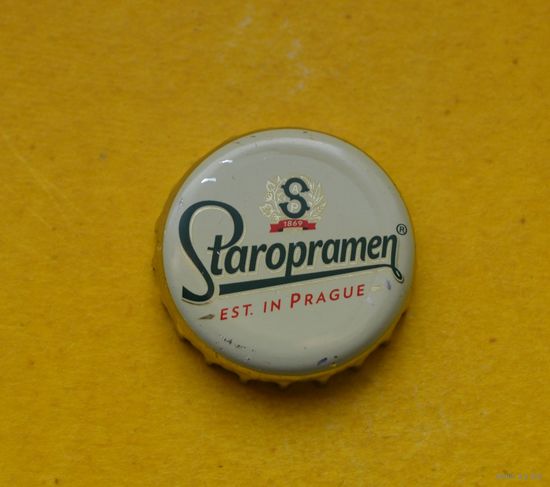 S
1869
Staropramen®
EST. IN PRAGUE